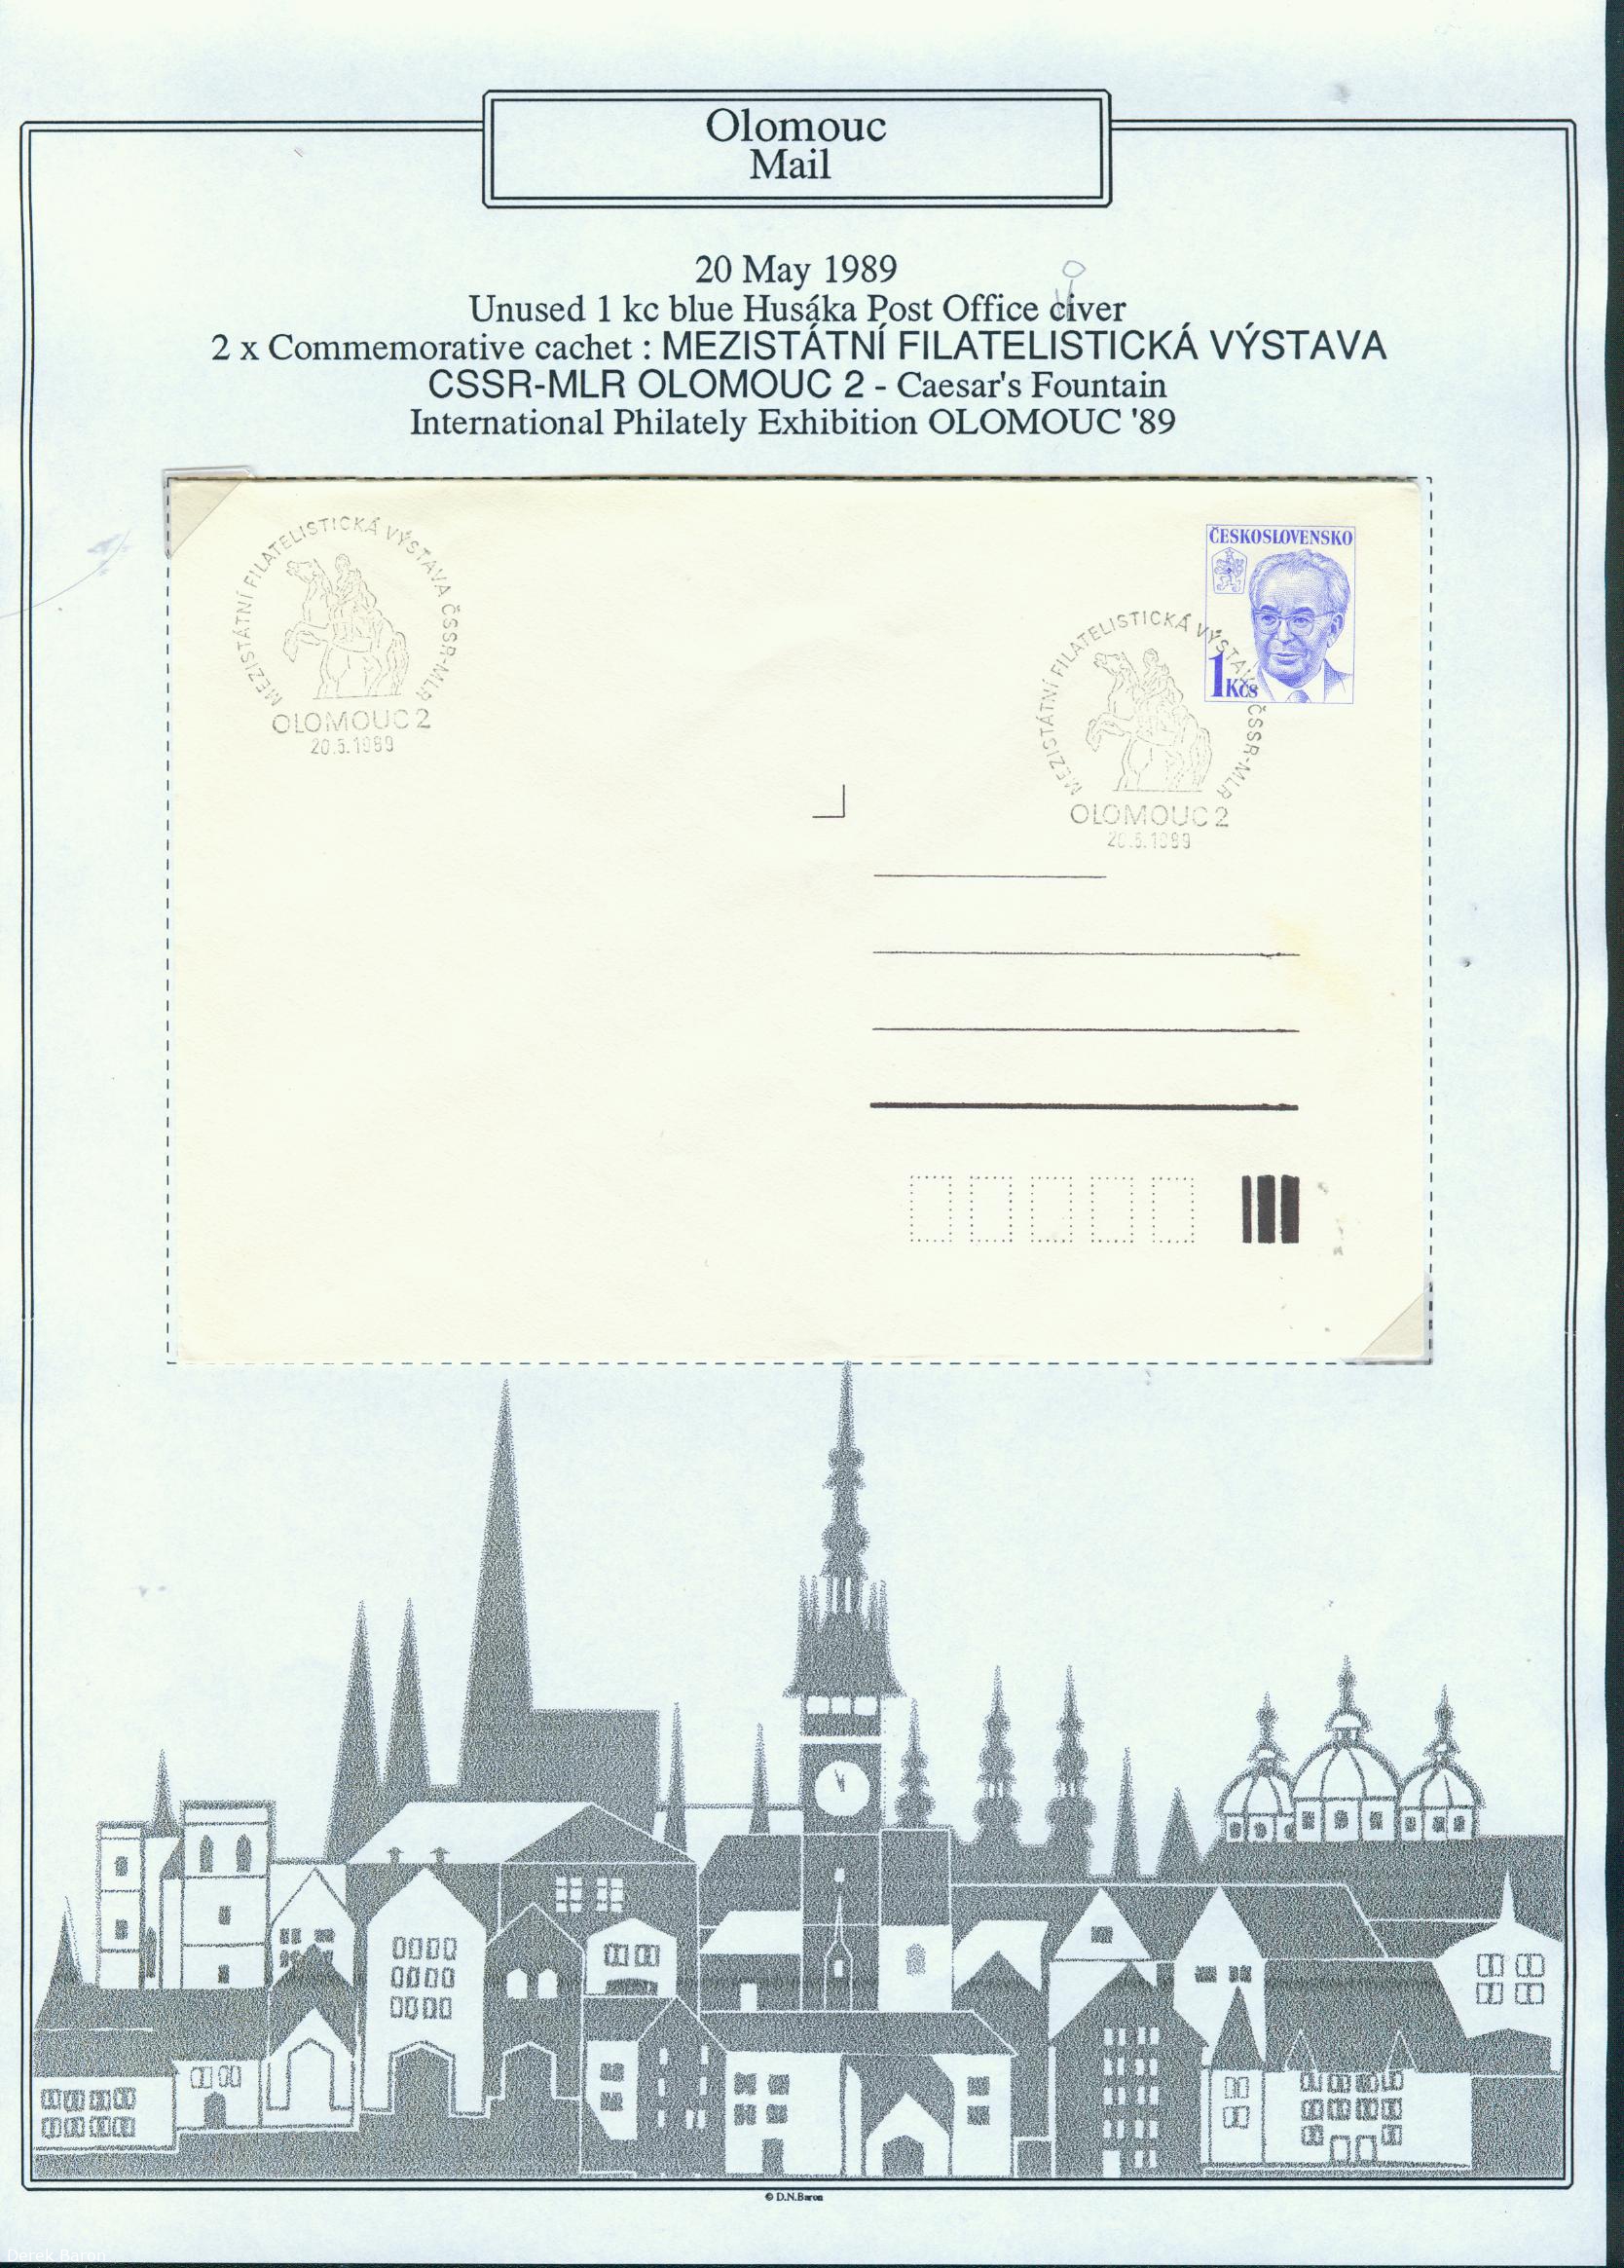 Olomouc
Mail
20 May 1989
Unused 1 kc blue Husáka Post Office civer
o
2 x Commemorative cachet : MEZISTÁTNÍ FILATELISTICKÁ VÝSTAVA
CSSR-MLR OLOMOUC 2 - Caesar's Fountain
International Philately Exhibition OLOMOUC '89
MEZISTÁTNÍ FILATELISTICKÁ VÝSTAVA ČSSR-MLR
OLOMOUC 2
20.5.1989
ČESKOSLOVENSKO
1 Kčs
MEZISTÁTNÍ FILATELISTICKÁ VÝSTAVA ČSSR-MLR
OLOMOUC 2
20.5.1989
© D.N.Baron
Derek Baron